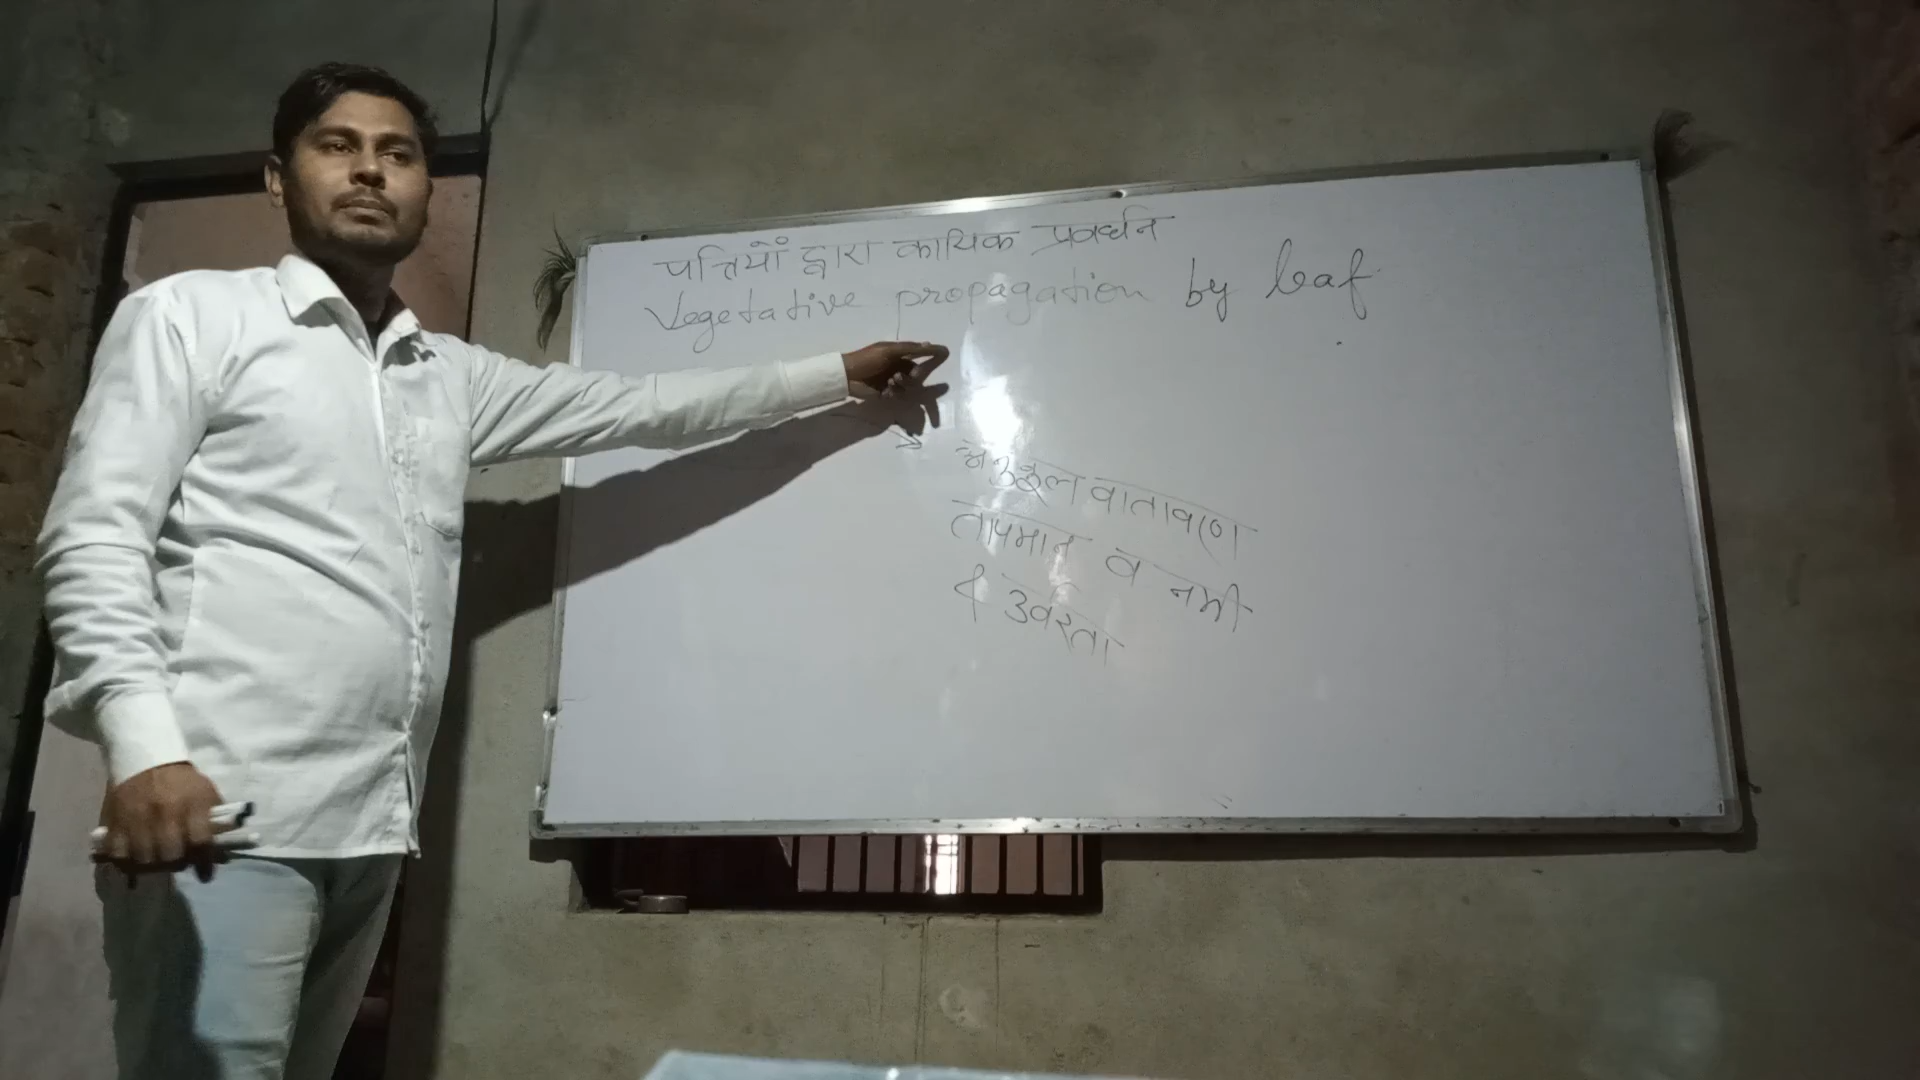 पत्तियों द्वारा कायिक प्रवर्धन
Vegetative propagation by leaf
→ अनुकूल वातावरण
तापमान व नमी
& उर्वरता